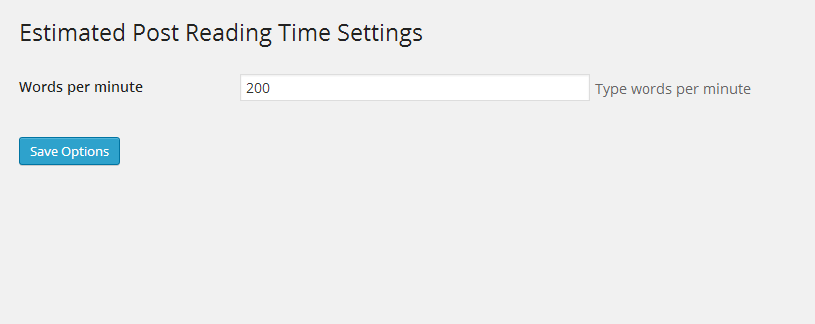 Estimated Post Reading Time Settings
Words per minute 200 Type words per minute
Save Options